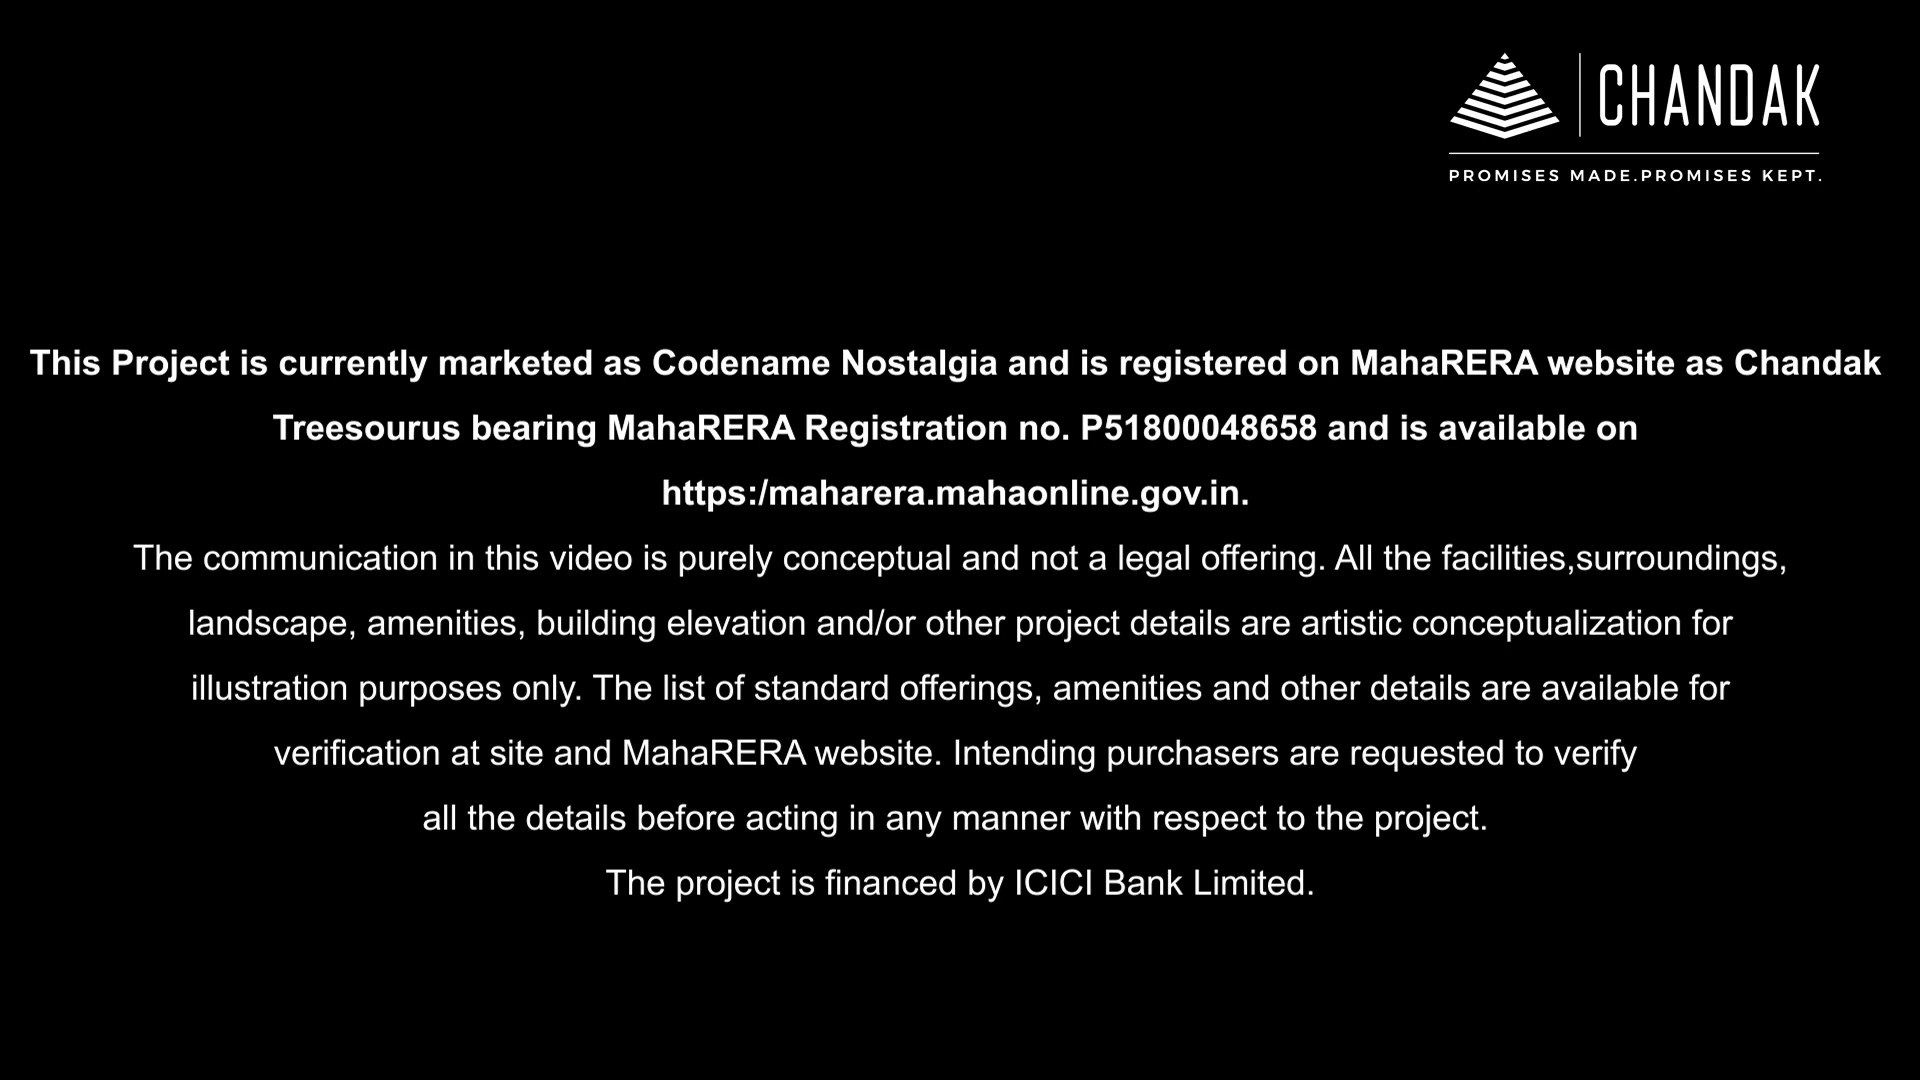 CHANDAK
PROMISES MADE.PROMISES KEPT.
This Project is currently marketed as Codename Nostalgia and is registered on MahaRERA website as Chandak
Treesourus bearing MahaRERA Registration no. P51800048658 and is available on
https:/maharera.mahaonline.gov.in.
The communication in this video is purely conceptual and not a legal offering. All the facilities,surroundings,
landscape, amenities, building elevation and/or other project details are artistic conceptualization for
illustration purposes only. The list of standard offerings, amenities and other details are available for
verification at site and MahaRERA website. Intending purchasers are requested to verify
all the details before acting in any manner with respect to the project.
The project is financed by ICICI Bank Limited.